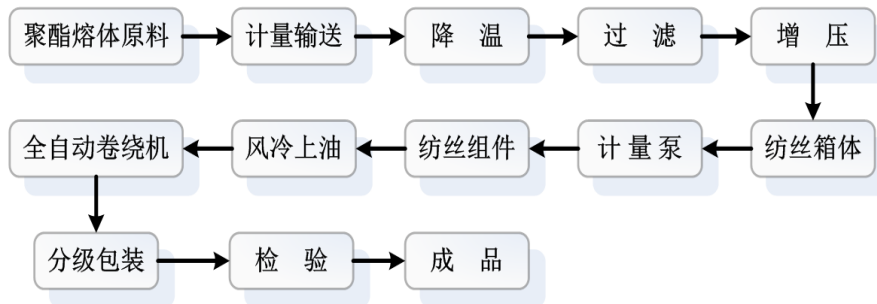 聚酯熔体原料 计量输送 降 温 过 滤 增 压
全自动卷绕机 风冷上油 纺丝组件 计 量 泵 纺丝箱体
分级包装 检 验 成 品